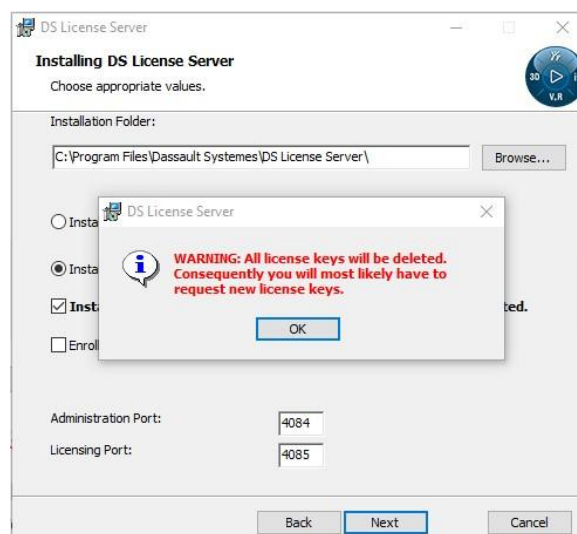 DS License Server
Installing DS License Server
Choose appropriate values.
3D
V.R
Installation Folder:
C:\Program Files\Dassault Systemes\DS License Server\
Browse...
DS License Server
WARNING: All license keys will be deleted.
Consequently you will most likely have to
request new license keys.
OK
ted.
Administration Port:
4084
Licensing Port:
4085
Back
Next
Cancel